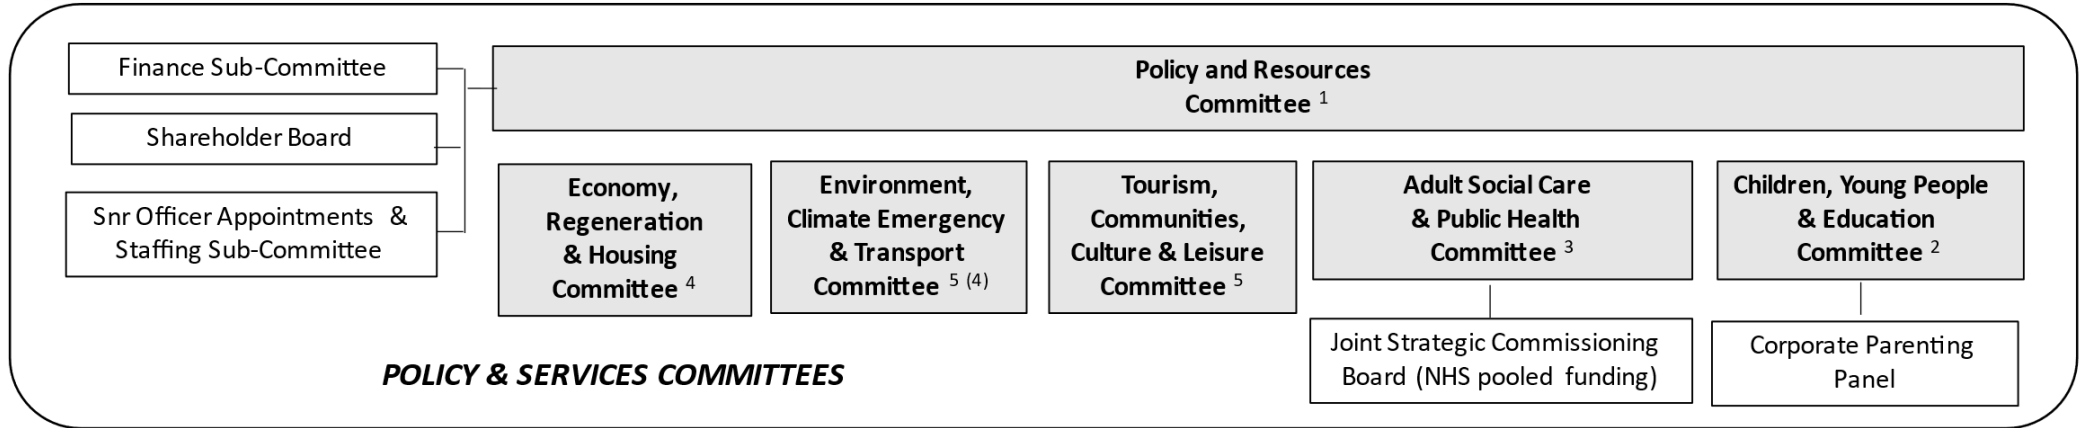 Finance Sub-Committee
Shareholder Board
Snr Officer Appointments &
Staffing Sub-Committee
Policy and Resources
Committee 1
Economy,
Regeneration
& Housing
Committee 4
Environment,
Climate Emergency
& Transport
Committee 5 (4)
Tourism,
Communities,
Culture & Leisure
Committee 5
Adult Social Care
& Public Health
Committee 3
Children, Young People
& Education
Committee 2
Joint Strategic Commissioning
Board (NHS pooled funding)
Corporate Parenting
Panel
POLICY & SERVICES COMMITTEES